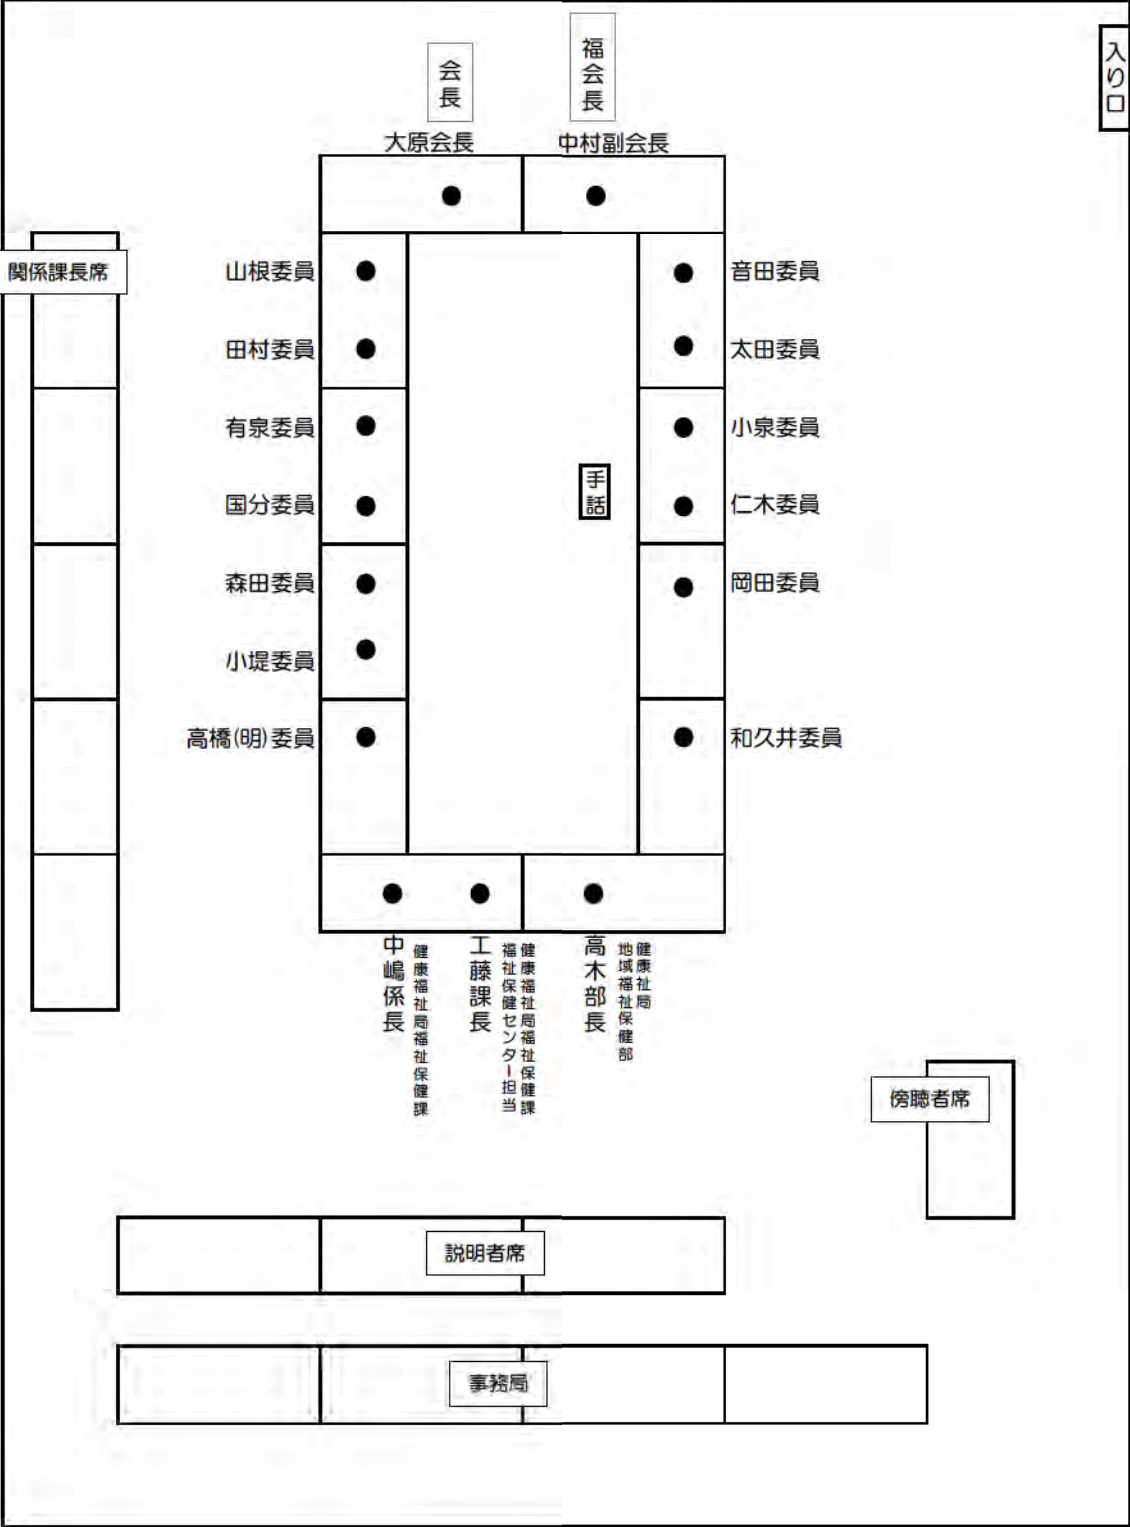 福会長
会長
入り口
大原会長
中村副会長
関係課長席
山根委員
音田委員
田村委員
太田委員
有泉委員
小泉委員
手話
国分委員
仁木委員
森田委員
岡田委員
小堤委員
高橋(明)委員
和久井委員
中嶋係長
健康福祉局福祉保健課
工藤課長
健康福祉局福祉保健課
福祉保健センター担当
高木部長
健康祉局
地域福祉保健部
傍聴者席
説明者席
事務局